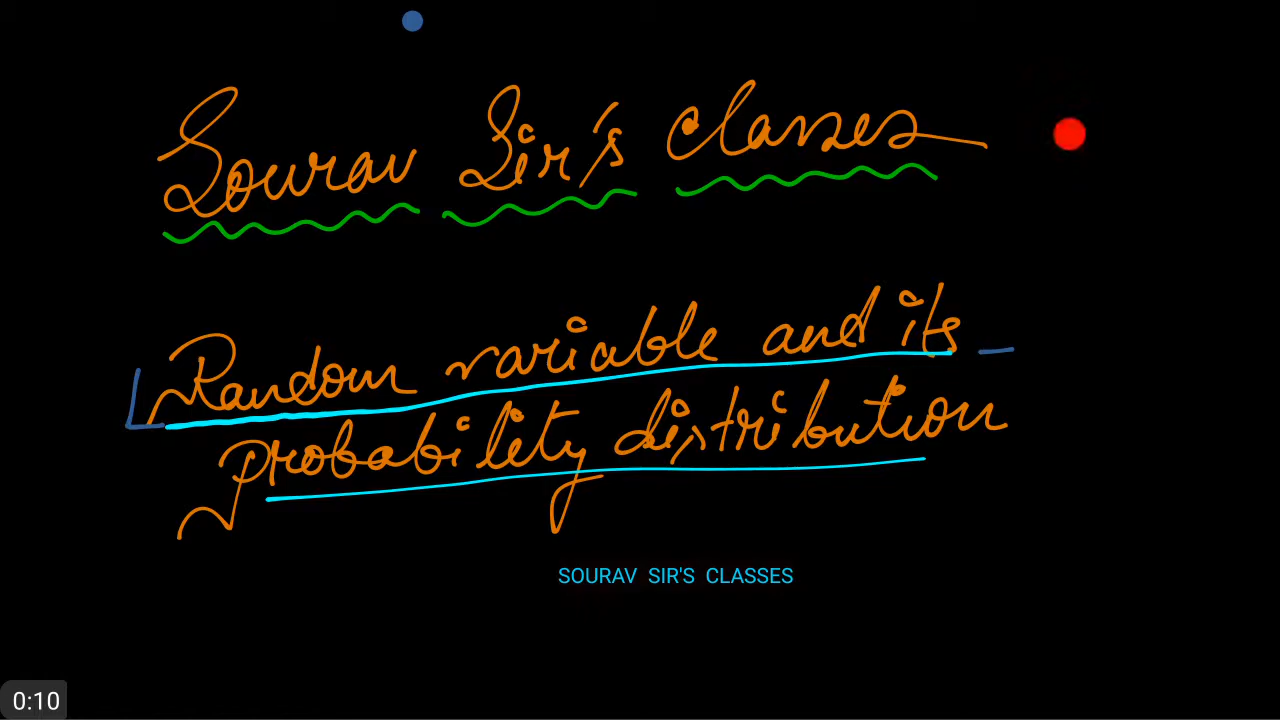 Sourav Sir's classes
Random variable and its
probability distribution
SOURAV SIR'S CLASSES
0:10